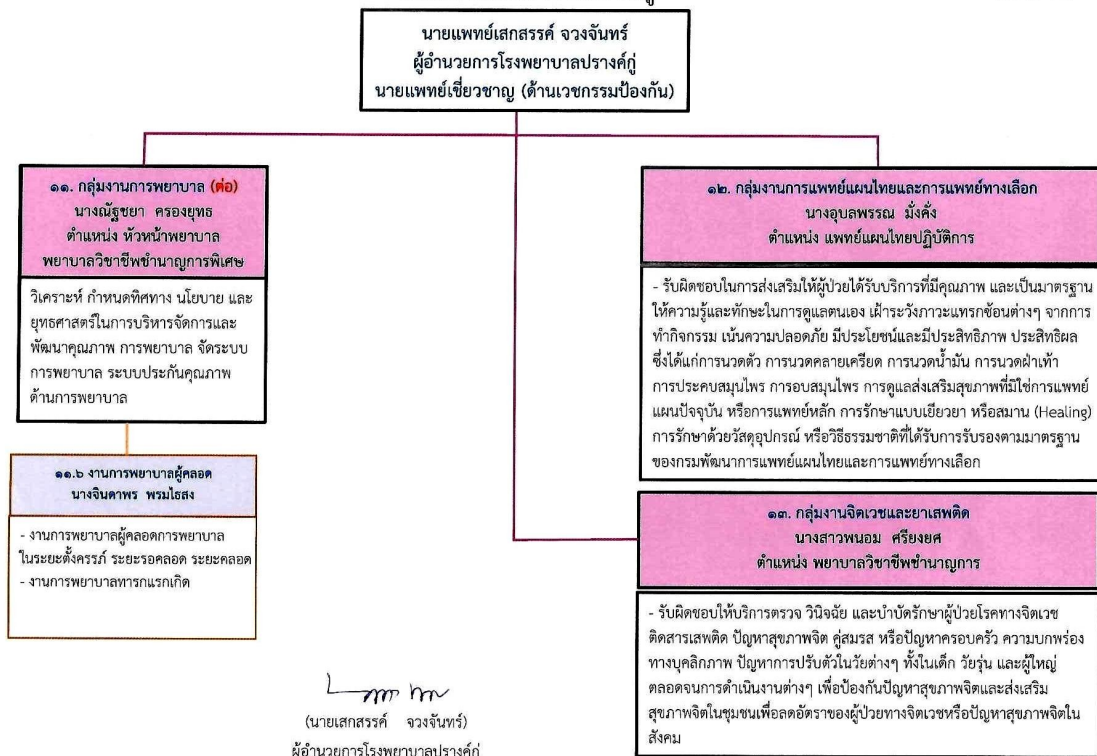 นายแพทย์เสกสรรค์ จวงจันทร์
ผู้อำนวยการโรงพยาบาลปรางค์กู่
นายแพทย์เชี่ยวชาญ (ด้านเวชกรรมป้องกัน)
๑๑. กลุ่มงานการพยาบาล (ต่อ)
นางณัฐชยา ครองยุทธ
ตำแหน่ง หัวหน้าพยาบาล
พยาบาลวิชาชีพชำนาญการพิเศษ
วิเคราะห์ กำหนดทิศทาง นโยบาย และ
ยุทธศาสตร์ในการบริหารจัดการและ
พัฒนาคุณภาพ การพยาบาล จัดระบบ
การพยาบาล ระบบประกันคุณภาพ
ด้านการพยาบาล
๑๑.๖ งานการพยาบาลผู้คลอด
นางจินดาพร พรมไธสง
- งานการพยาบาลผู้คลอดการพยาบาล
ในระยะตั้งครรภ์ ระยะรอคลอด ระยะคลอด
- งานการพยาบาลทารกแรกเกิด
๑๒. กลุ่มงานการแพทย์แผนไทยและการแพทย์ทางเลือก
นางอุบลพรรณ มั่งคั่ง
ตำแหน่ง แพทย์แผนไทยปฏิบัติการ
- รับผิดชอบในการส่งเสริมให้ผู้ป่วยได้รับบริการที่มีคุณภาพ และเป็นมาตรฐาน
ให้ความรู้และทักษะในการดูแลตนเอง เฝ้าระวังภาวะแทรกซ้อนต่างๆ จากการ
ทำกิจกรรม เน้นความปลอดภัย มีประโยชน์และมีประสิทธิภาพ ประสิทธิผล
ซึ่งได้แก่การนวดตัว การนวดคลายเครียด การนวดน้ำมัน การนวดฝ่าเท้า
การประคบสมุนไพร การอบสมุนไพร การดูแลส่งเสริมสุขภาพที่มิใช่การแพทย์
แผนปัจจุบัน หรือการแพทย์หลัก การรักษาแบบเยียวยา หรือสมาน (Healing)
การรักษาด้วยวัสดุอุปกรณ์ หรือวิธีธรรมชาติที่ได้รับการรับรองตามมาตรฐาน
ของกรมพัฒนาการแพทย์แผนไทยและการแพทย์ทางเลือก
๑๓. กลุ่มงานจิตเวชและยาเสพติด
นางสาวพนอม ศรียงยศ
ตำแหน่ง พยาบาลวิชาชีพชำนาญการ
- รับผิดชอบให้บริการตรวจ วินิจฉัย และบำบัดรักษาผู้ป่วยโรคทางจิตเวช
ติดสารเสพติด ปัญหาสุขภาพจิต คู่สมรส หรือปัญหาครอบครัว ความบกพร่อง
ทางบุคลิกภาพ ปัญหาการปรับตัวในวัยต่างๆ ทั้งในเด็ก วัยรุ่น และผู้ใหญ่
ตลอดจนการดำเนินงานต่างๆ เพื่อป้องกันปัญหาสุขภาพจิตและส่งเสริม
สุขภาพจิตในชุมชนเพื่อลดอัตราของผู้ป่วยทางจิตเวชหรือปัญหาสุขภาพจิตใน
สังคม
(นายเสกสรรค์ จวงจันทร์)
ผู้อำนวยการโรงพยาบาลปรางค์กู่